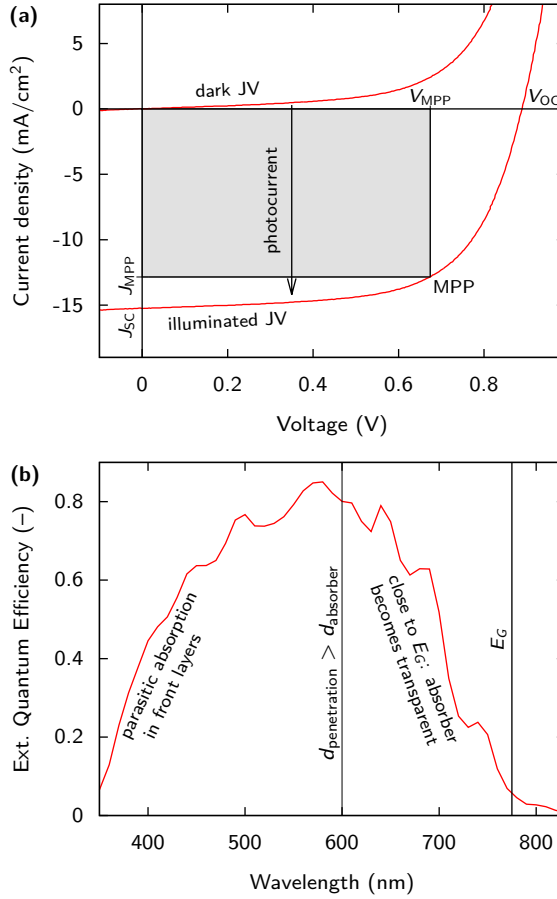 (a)
5
0
-5
-10
-15
Current density (mA/cm²)
dark JV
V_MPP
V_OC
photocurrent
J_MPP
J_SC
MPP
illuminated JV
0
0.2
0.4
0.6
0.8
Voltage (V)
(b)
0.8
0.6
0.4
0.2
0
Ext. Quantum Efficiency (–)
parasitic absorption
in front layers
d_penetration > d_absorber
close to E_G: absorber
becomes transparent
E_G
400
500
600
700
800
Wavelength (nm)